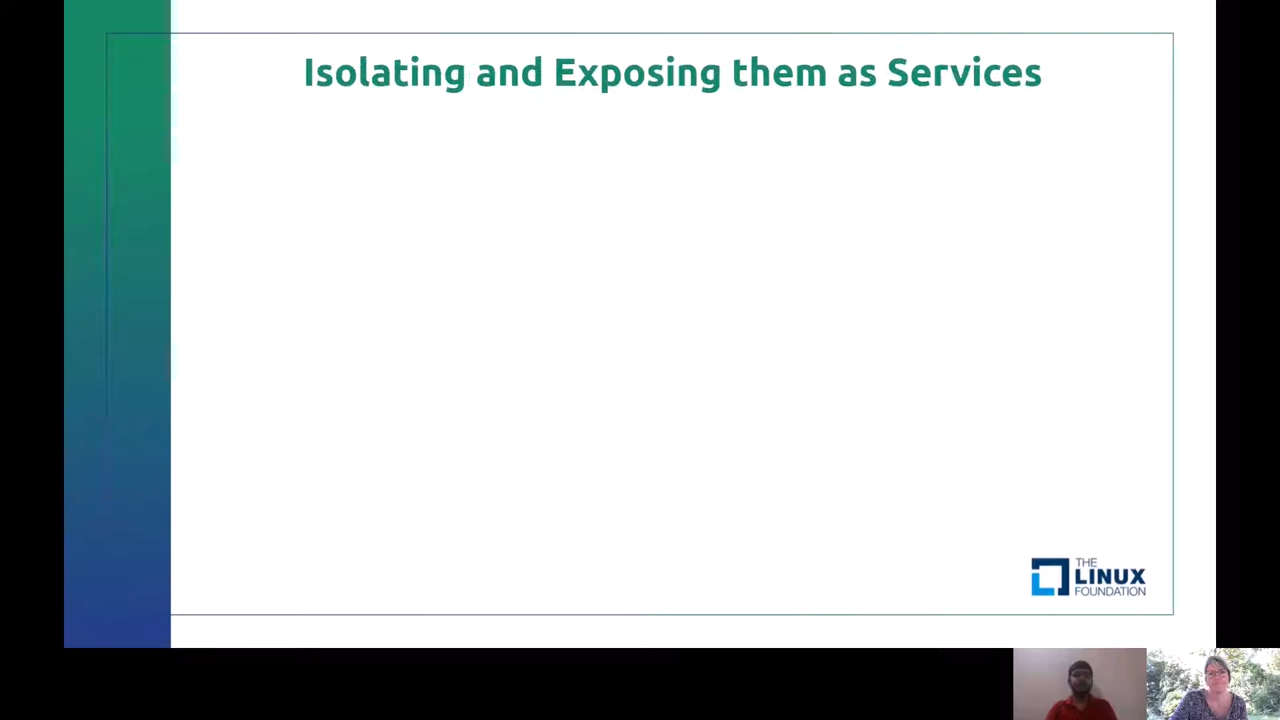 Isolating and Exposing them as Services
THE
LINUX
FOUNDATION